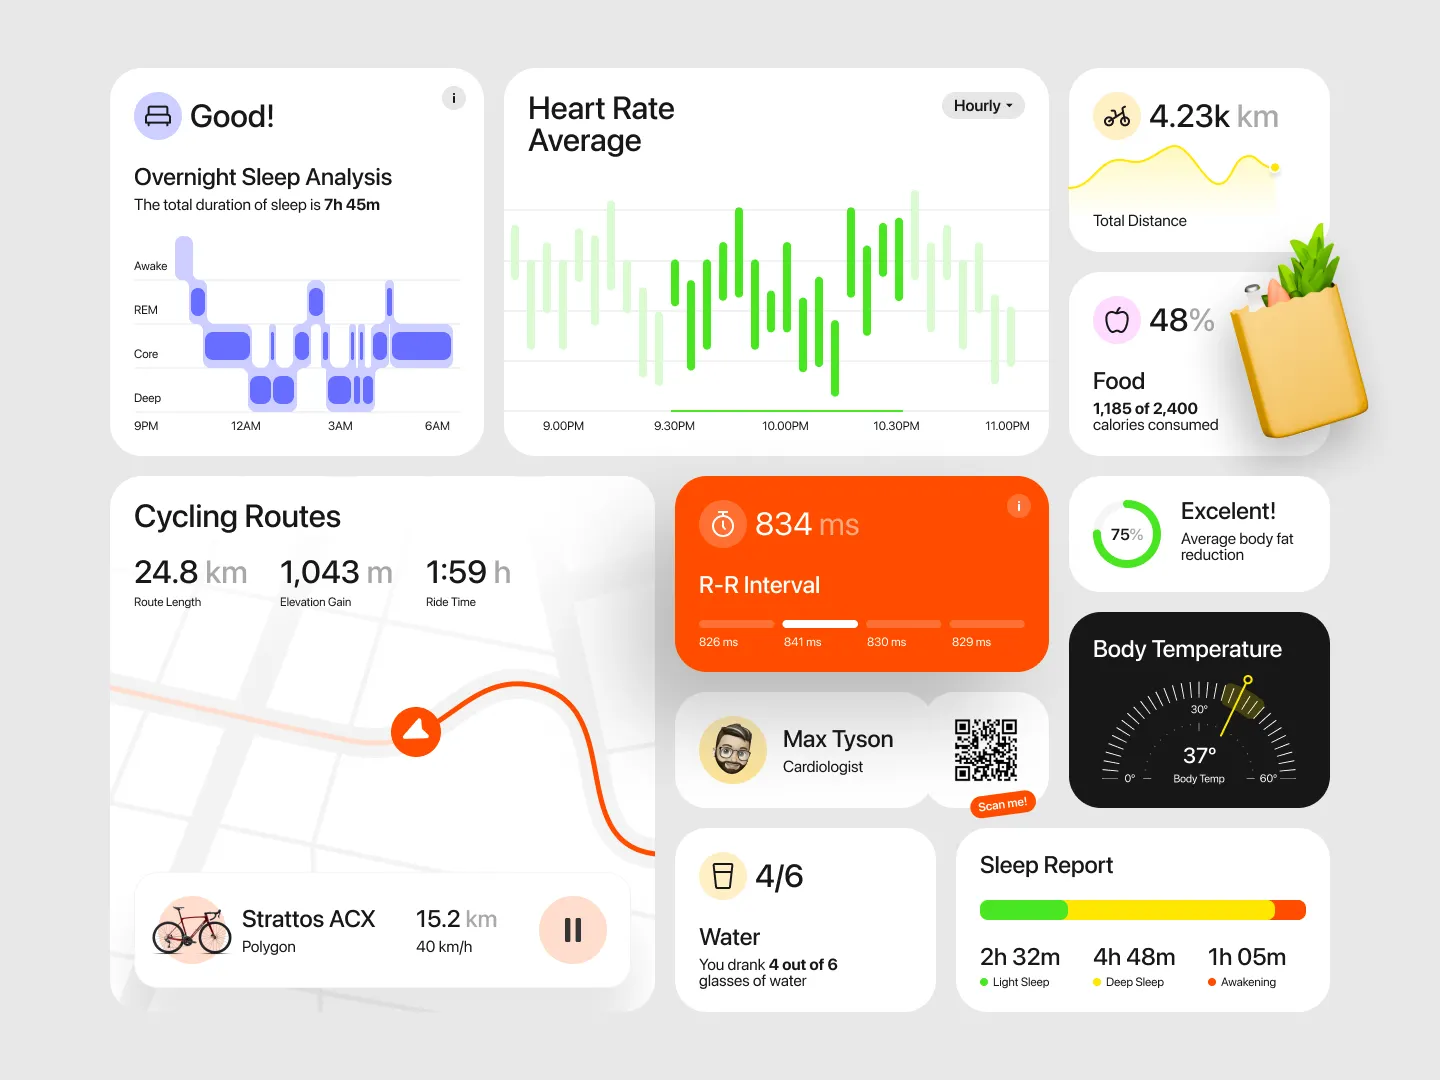 Good!
i
Overnight Sleep Analysis
The total duration of sleep is 7h 45m
Awake
REM
Core
Deep
9PM 12AM 3AM 6AM
Heart Rate
Average
Hourly
9.00PM 9.30PM 10.00PM 10.30PM 11.00PM
4.23k km
Total Distance
48%
Food
1,185 of 2,400
calories consumed
Cycling Routes
24.8 km 1,043 m 1:59 h
Route Length Elevation Gain Ride Time
Strattos ACX
Polygon
15.2 km
40 km/h
834 ms
i
R-R Interval
826 ms 841 ms 830 ms 829 ms
75%
Excelent!
Average body fat
reduction
Max Tyson
Cardiologist
Scan me!
Body Temperature
30°
37°
0° Body Temp 60°
4/6
Water
You drank 4 out of 6
glasses of water
Sleep Report
2h 32m 4h 48m 1h 05m
Light Sleep Deep Sleep Awakening